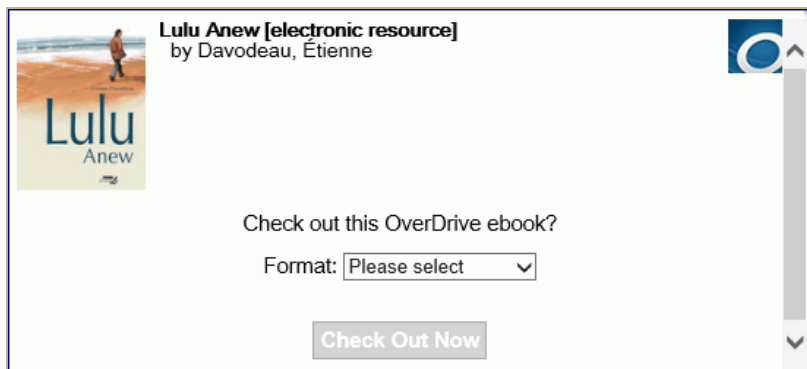 Lulu Anew [electronic resource]
by Davodeau, Étienne
Lulu
Anew
Check out this OverDrive ebook?
Format: Please select
Check Out Now